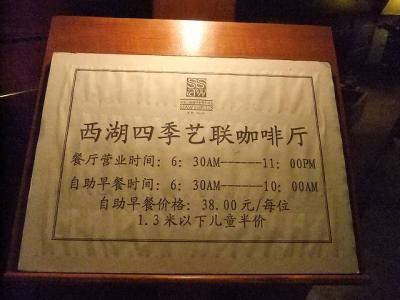 西湖四季艺联咖啡厅
餐厅营业时间：6：30AM———11：00PM
自助早餐时间：6：30AM———10：00AM
自助早餐价格：38.00元/每位
1.3米以下儿童半价